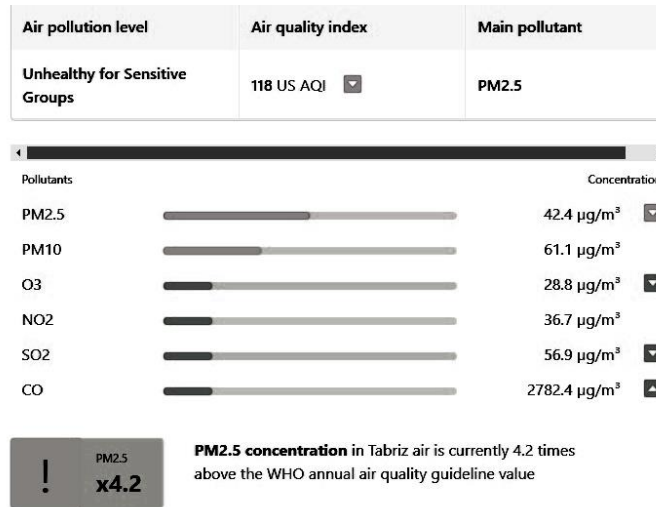 Air pollution level Air quality index Main pollutant
Unhealthy for Sensitive
Groups
118 US AQI
PM2.5
Pollutants
PM2.5 42.4 µg/m³
PM10 61.1 µg/m³
O3 28.8 µg/m³
NO2 36.7 µg/m³
SO2 56.9 µg/m³
CO 2782.4 µg/m³
!
PM2.5
x4.2
PM2.5 concentration in Tabriz air is currently 4.2 times
above the WHO annual air quality guideline value